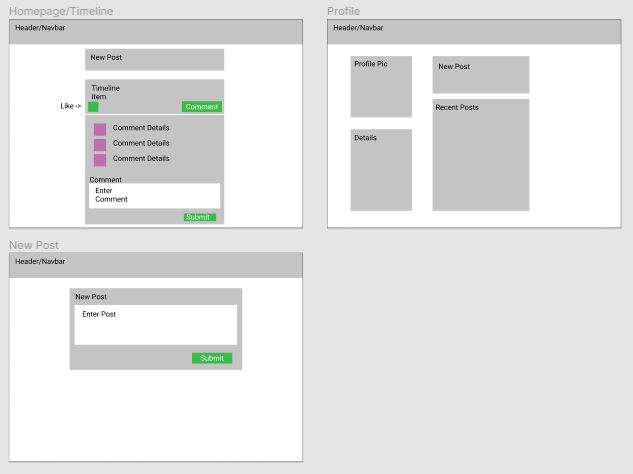 Homepage/Timeline
Header/Navbar
New Post
Timeline
item
Like ->
Comment
Comment Details
Comment Details
Comment Details
Comment
Enter
Comment
Submit
Profile
Header/Navbar
Profile Pic
New Post
Recent Posts
Details
New Post
Header/Navbar
New Post
Enter Post
Submit